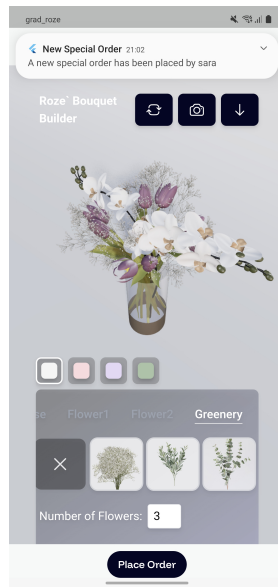 grad_roze
New Special Order 21:02
A new special order has been placed by sara
Roze` Bouquet
Builder
se Flower1 Flower2 Greenery
Number of Flowers: 3
Place Order